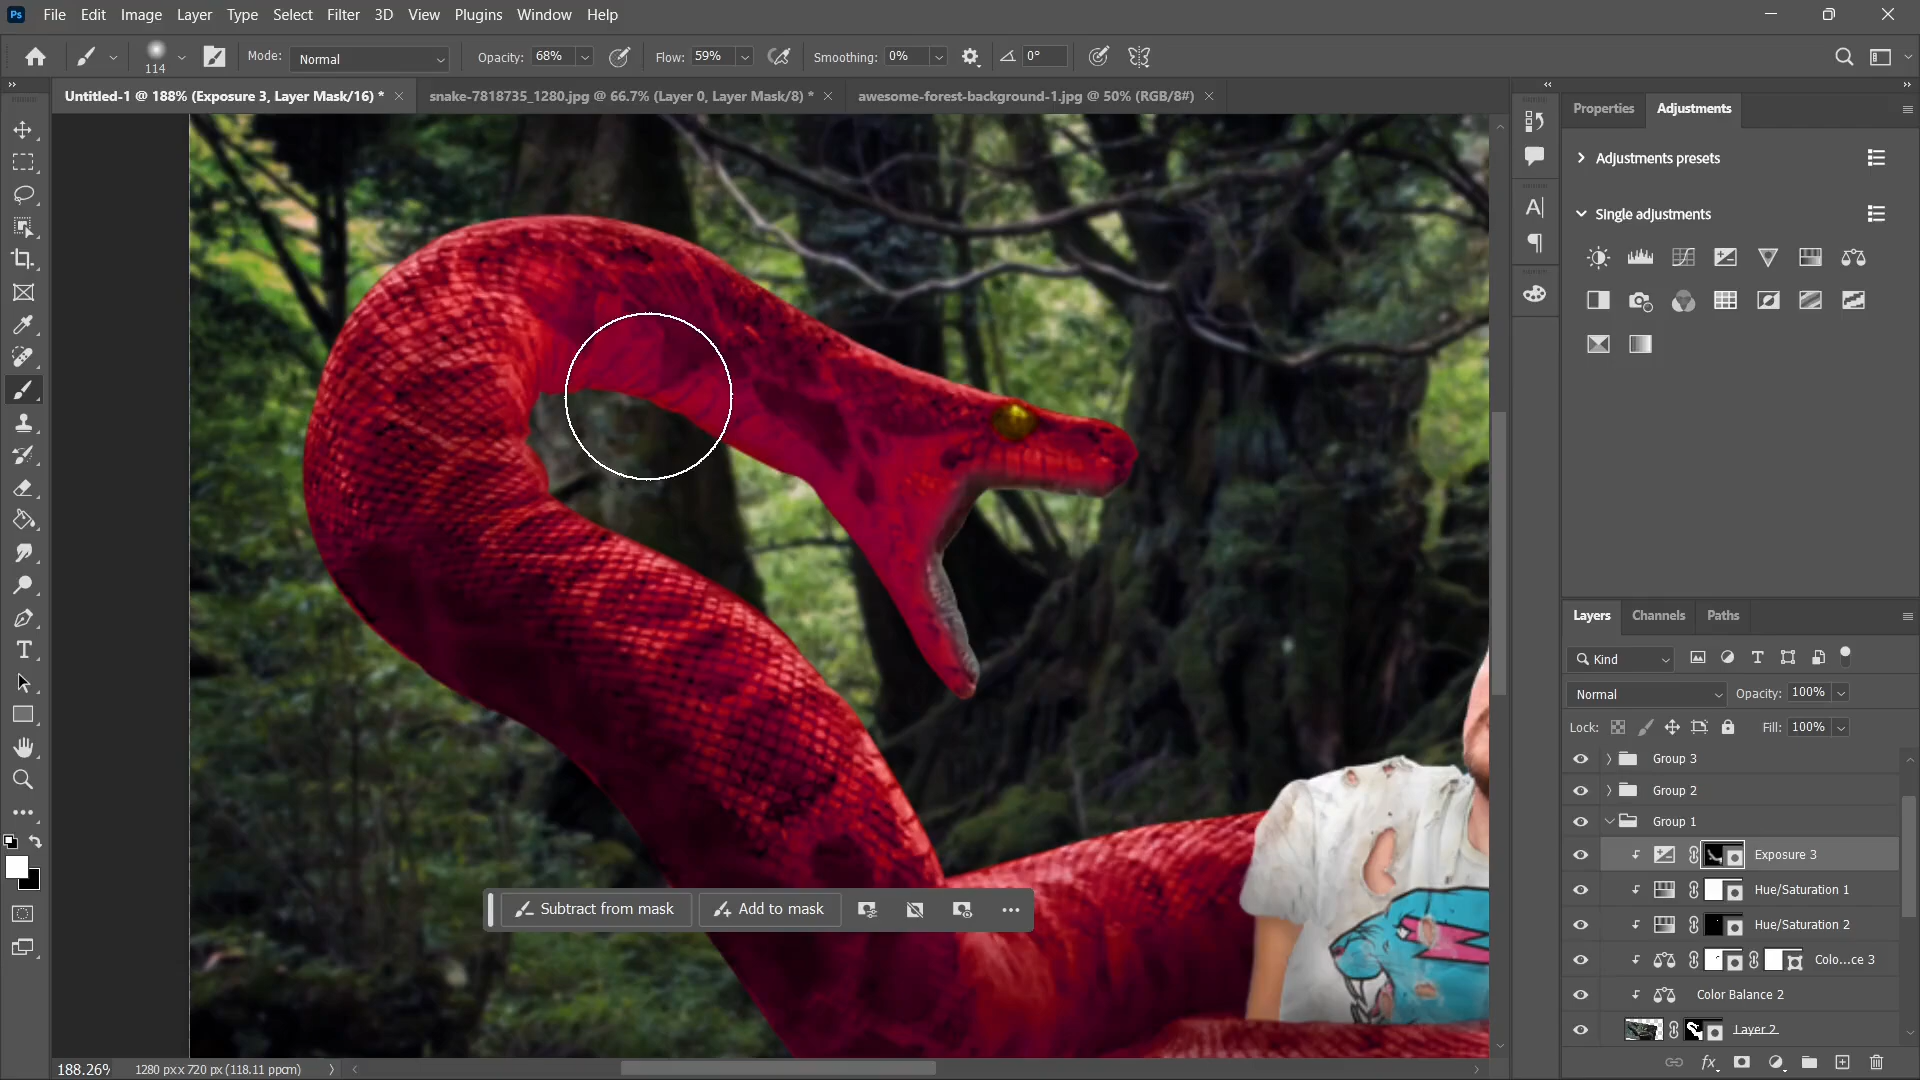 Ps File Edit Image Layer Type Select Filter 3D View Plugins Window Help
114 Mode: Normal Opacity: 68% Flow: 59% Smoothing: 0% 0°
Untitled-1 @ 188% (Exposure 3, Layer Mask/16) * snake-7818735_1280.jpg @ 66.7% (Layer 0, Layer Mask/8) * awesome-forest-background-1.jpg @ 50% (RGB/8#)
Properties Adjustments
Adjustments presets
Single adjustments
Layers Channels Paths
Kind
Normal Opacity: 100%
Lock: Fill: 100%
Group 3
Group 2
Group 1
Exposure 3
Hue/Saturation 1
Hue/Saturation 2
Colo...ce 3
Color Balance 2
Layer 2
Subtract from mask Add to mask
188.26% 1280 px x 720 px (118.11 ppcm)